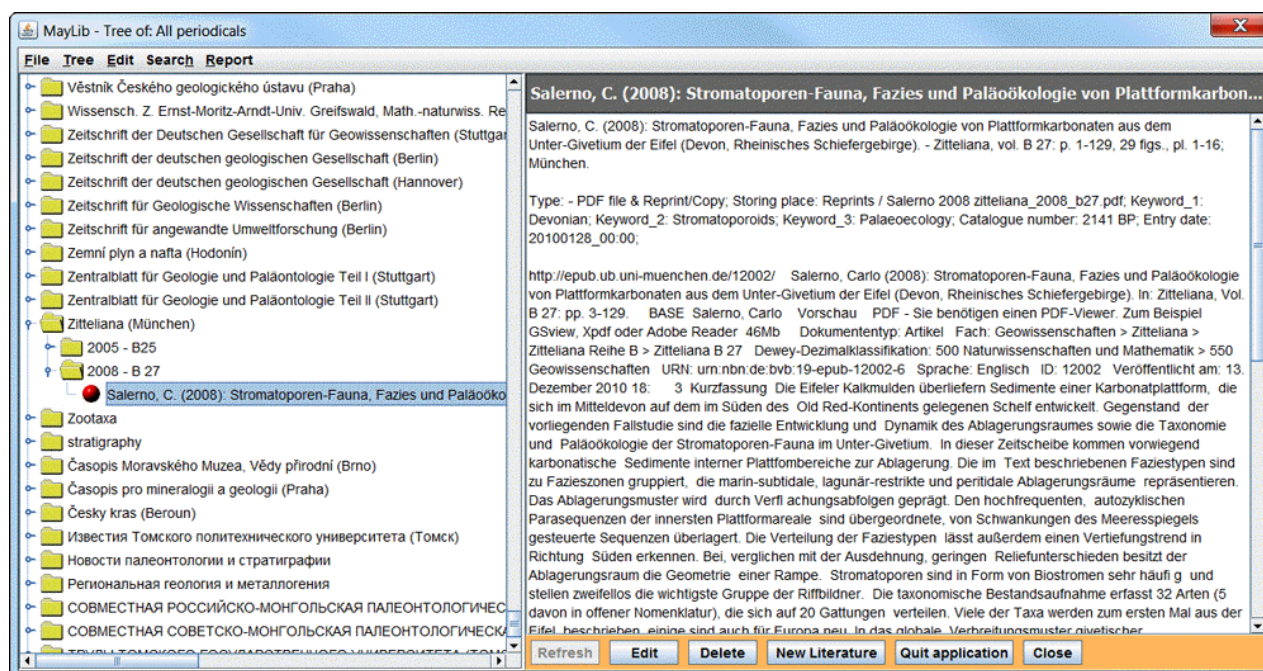 MayLib - Tree of: All periodicals
File Tree Edit Search Report
Věstník Českého geologického ústavu (Praha)
Wissensch. Z. Ernst-Moritz-Arndt-Univ. Greifswald, Math.-naturwiss. Re
Zeitschrift der Deutschen Gesellschaft für Geowissenschaften (Stuttgar
Zeitschrift der deutschen geologischen Gesellschaft (Berlin)
Zeitschrift der deutschen geologischen Gesellschaft (Hannover)
Zeitschrift für Geologische Wissenschaften (Berlin)
Zeitschrift für angewandte Umweltforschung (Berlin)
Zemní plyn a nafta (Hodonín)
Zentralblatt für Geologie und Paläontologie Teil I (Stuttgart)
Zentralblatt für Geologie und Paläontologie Teil II (Stuttgart)
Zitteliana (München)
2005 - B25
2008 - B 27
Salerno, C. (2008): Stromatoporen-Fauna, Fazies und Paläoöko
Zootaxa
stratigraphy
Časopis Moravského Muzea, Vědy přírodní (Brno)
Časopis pro mineralogii a geologii (Praha)
Česky kras (Beroun)
Известия Томского политехнического университета (Томск)
Новости палеонтологии и стратиграфии
Региональная геология и металлогения
СОВМЕСТНАЯ РОССИЙСКО-МОНГОЛЬСКАЯ ПАЛЕОНТОЛОГИЧЕС
СОВМЕСТНАЯ СОВЕТСКО-МОНГОЛЬСКАЯ ПАЛЕОНТОЛОГИЧЕСКА
Salerno, C. (2008): Stromatoporen-Fauna, Fazies und Paläoökologie von Plattformkarbon...
Salerno, C. (2008): Stromatoporen-Fauna, Fazies und Paläoökologie von Plattformkarbonaten aus dem
Unter-Givetium der Eifel (Devon, Rheinisches Schiefergebirge). - Zitteliana, vol. B 27: p. 1-129, 29 figs., pl. 1-16;
München.
Type: - PDF file & Reprint/Copy; Storing place: Reprints / Salerno 2008 zitteliana_2008_b27.pdf; Keyword_1:
Devonian; Keyword_2: Stromatoporoids; Keyword_3: Palaeoecology; Catalogue number: 2141 BP; Entry date:
20100128_00:00;
http://epub.ub.uni-muenchen.de/12002/ Salerno, Carlo (2008): Stromatoporen-Fauna, Fazies und Paläoökologie
von Plattformkarbonaten aus dem Unter-Givetium der Eifel (Devon, Rheinisches Schiefergebirge). In: Zitteliana, Vol.
B 27: pp. 3-129. BASE Salerno, Carlo Vorschau PDF - Sie benötigen einen PDF-Viewer. Zum Beispiel
GSview, Xpdf oder Adobe Reader 46Mb Dokumententyp: Artikel Fach: Geowissenschaften > Zitteliana >
Zitteliana Reihe B > Zitteliana B 27 Dewey-Dezimalklassifikation: 500 Naturwissenschaften und Mathematik > 550
Geowissenschaften URN: urn:nbn:de:bvb:19-epub-12002-6 Sprache: Englisch ID: 12002 Veröffentlicht am: 13.
Dezember 2010 18: 3 Kurzfassung Die Eifeler Kalkmulden überliefern Sedimente einer Karbonatplattform, die
sich im Mitteldevon auf dem im Süden des Old Red-Kontinents gelegenen Schelf entwickelt. Gegenstand der
vorliegenden Fallstudie sind die fazielle Entwicklung und Dynamik des Ablagerungsraumes sowie die Taxonomie
und Paläoökologie der Stromatoporen-Fauna im Unter-Givetium. In dieser Zeitscheibe kommen vorwiegend
karbonatische Sedimente interner Plattfombereiche zur Ablagerung. Die im Text beschriebenen Faziestypen sind
zu Fazieszonen gruppiert, die marin-subtidale, lagunär-restrikte und peritidale Ablagerungsräume repräsentieren.
Das Ablagerungsmuster wird durch Verfl achungsabfolgen geprägt. Den hochfrequenten, autozyklischen
Parasequenzen der innersten Plattformareale sind übergeordnete, von Schwankungen des Meeresspiegels
gesteuerte Sequenzen überlagert. Die Verteilung der Faziestypen lässt außerdem einen Vertiefungstrend in
Richtung Süden erkennen. Bei, verglichen mit der Ausdehnung, geringen Reliefunterschieden besitzt der
Ablagerungsraum die Geometrie einer Rampe. Stromatoporen sind in Form von Biostromen sehr häufi g und
stellen zweifellos die wichtigste Gruppe der Riffbildner. Die taxonomische Bestandsaufnahme erfasst 32 Arten (5
davon in offener Nomenklatur), die sich auf 20 Gattungen verteilen. Viele der Taxa werden zum ersten Mal aus der
Eifel beschrieben, einige sind auch für Europa neu. In das globale Verbreitungsmuster givetischer
Refresh Edit Delete New Literature Quit application Close